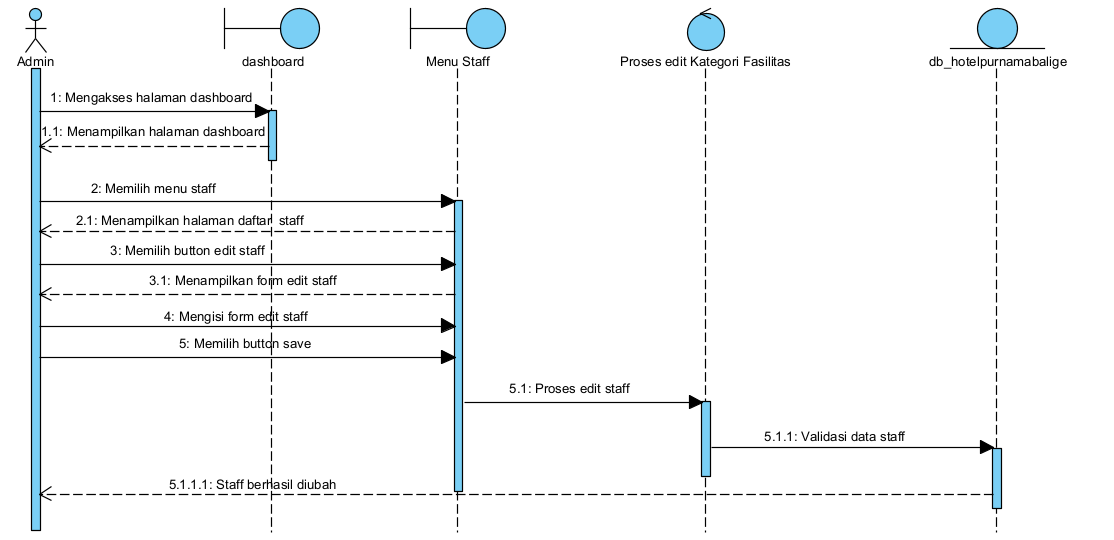 Admin
dashboard
Menu Staff
Proses edit Kategori Fasilitas
db_hotelpurnamabalige
1: Mengakses halaman dashboard
1.1: Menampilkan halaman dashboard
2: Memilih menu staff
2.1: Menampilkan halaman daftar staff
3: Memilih button edit staff
3.1: Menampilkan form edit staff
4: Mengisi form edit staff
5: Memilih button save
5.1: Proses edit staff
5.1.1: Validasi data staff
5.1.1.1: Staff berhasil diubah